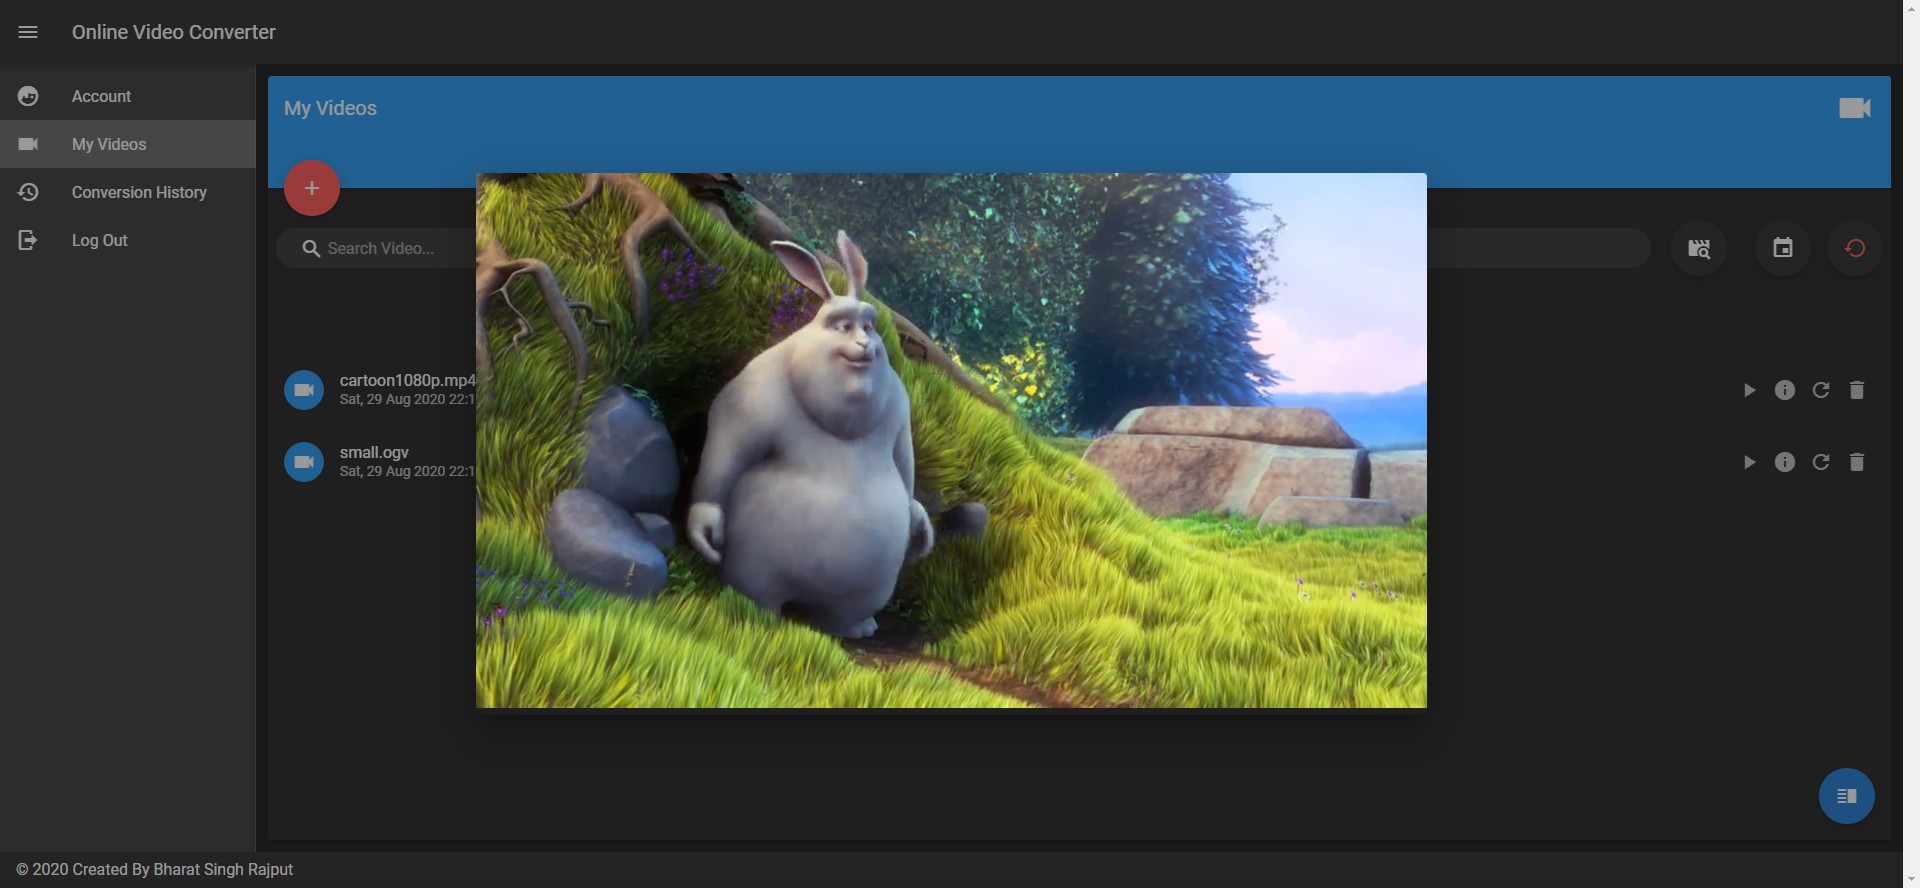 Online Video Converter
Account
My Videos
Conversion History
Log Out
My Videos
+
Search Video...
cartoon1080p.mp4
Sat, 29 Aug 2020 22:1
small.ogv
Sat, 29 Aug 2020 22:1
© 2020 Created By Bharat Singh Rajput